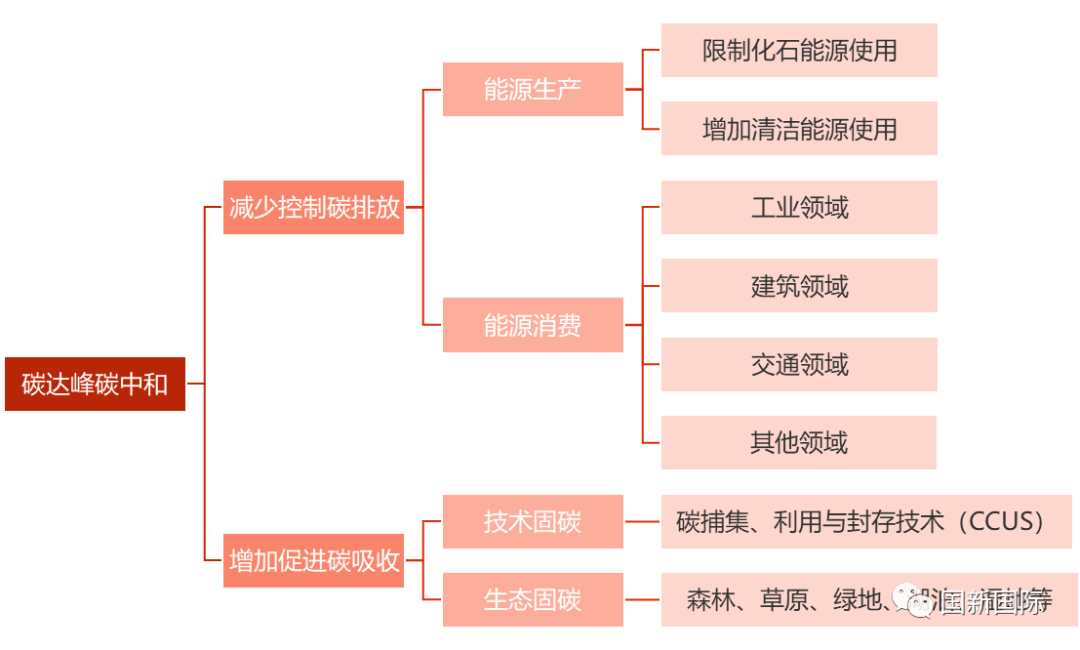 限制化石能源使用
能源生产
增加清洁能源使用
减少控制碳排放
工业领域
建筑领域
能源消费
交通领域
碳达峰碳中和
其他领域
技术固碳
碳捕集、利用与封存技术（CCUS）
增加促进碳吸收
生态固碳
森林、草原、绿地、
等
国新国际